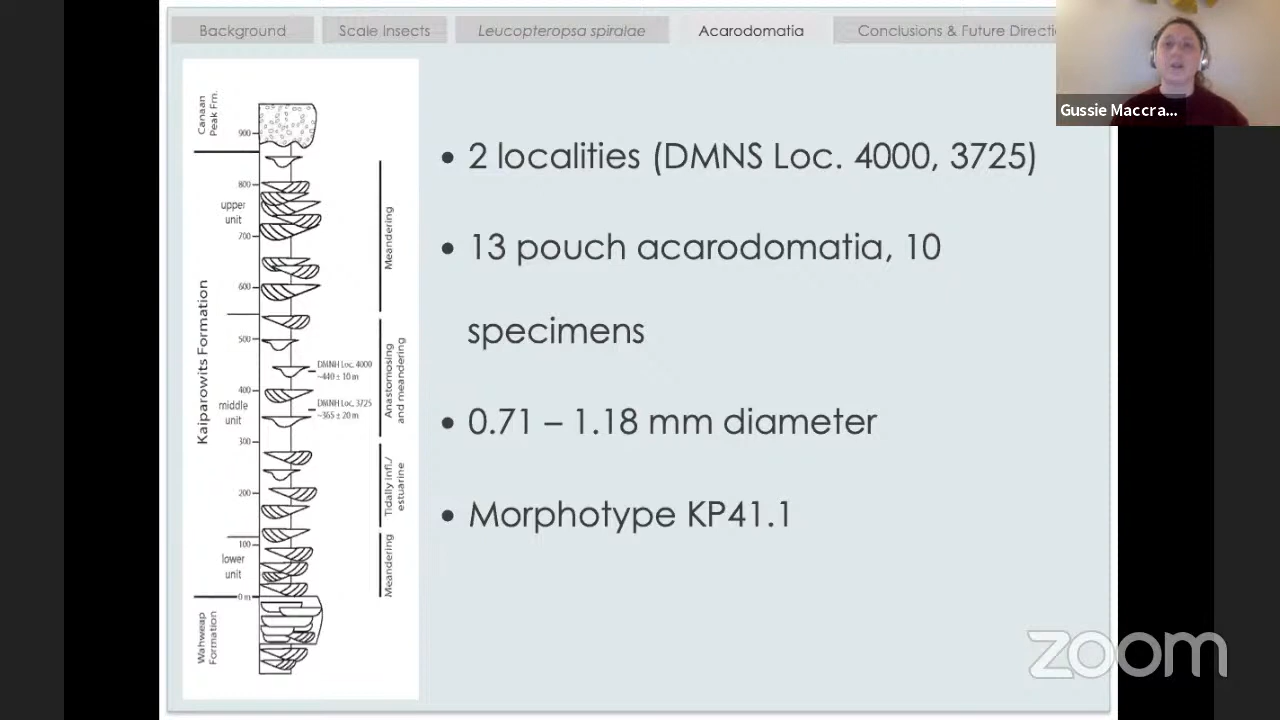 Background
Scale Insects
Leucopteropsa spiralae
Acarodomatia
Conclusions & Future Directi
Gussie Maccra...
Canaan
Peak Fm.
900
800
upper
unit
700
600
Kaiparowits Formation
500
400
middle
unit
300
200
100
lower
unit
0 m
Wahweap
Formation
DMNH Loc. 4000
~440 ± 10 m
DMNH Loc. 3725
~365 ± 20 m
Meandering
Anastomosing
and meandering
Tidally infl./
estuarine
Meandering
• 2 localities (DMNS Loc. 4000, 3725)
• 13 pouch acarodomatia, 10
specimens
• 0.71 – 1.18 mm diameter
• Morphotype KP41.1
zoom